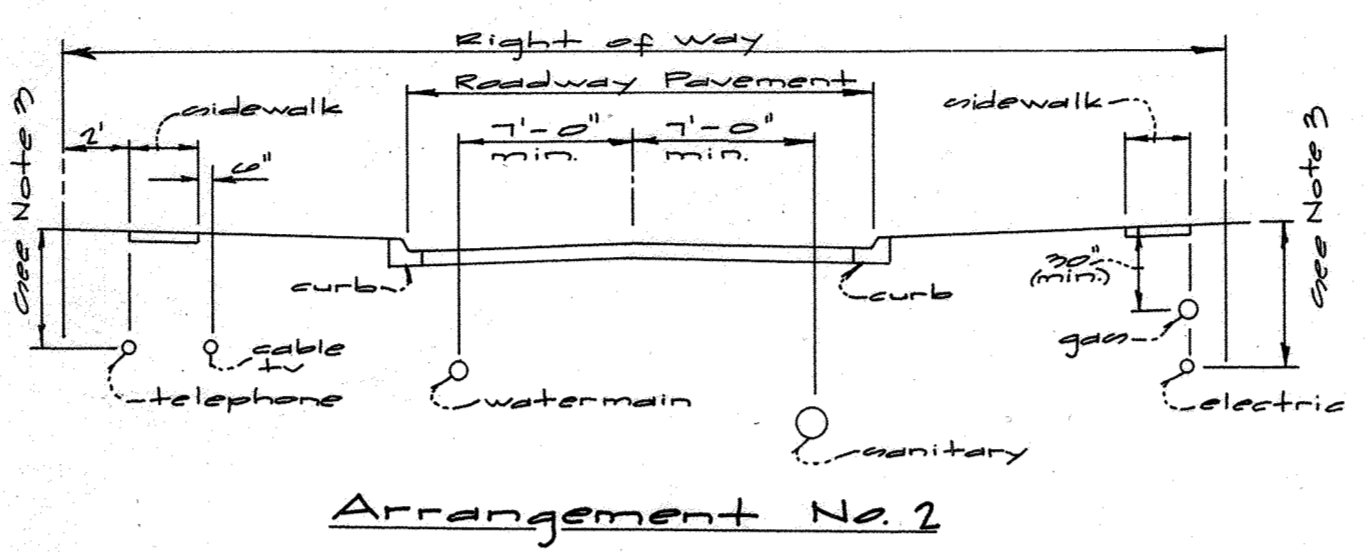 Right of Way
Roadway Pavement
sidewalk
sidewalk
2'
7'-0"
min.
7'-0"
min.
6"
See Note 3
See Note 3
30"
(min.)
curb
curb
gas
cable
tv
telephone
watermain
electric
sanitary
Arrangement No. 2